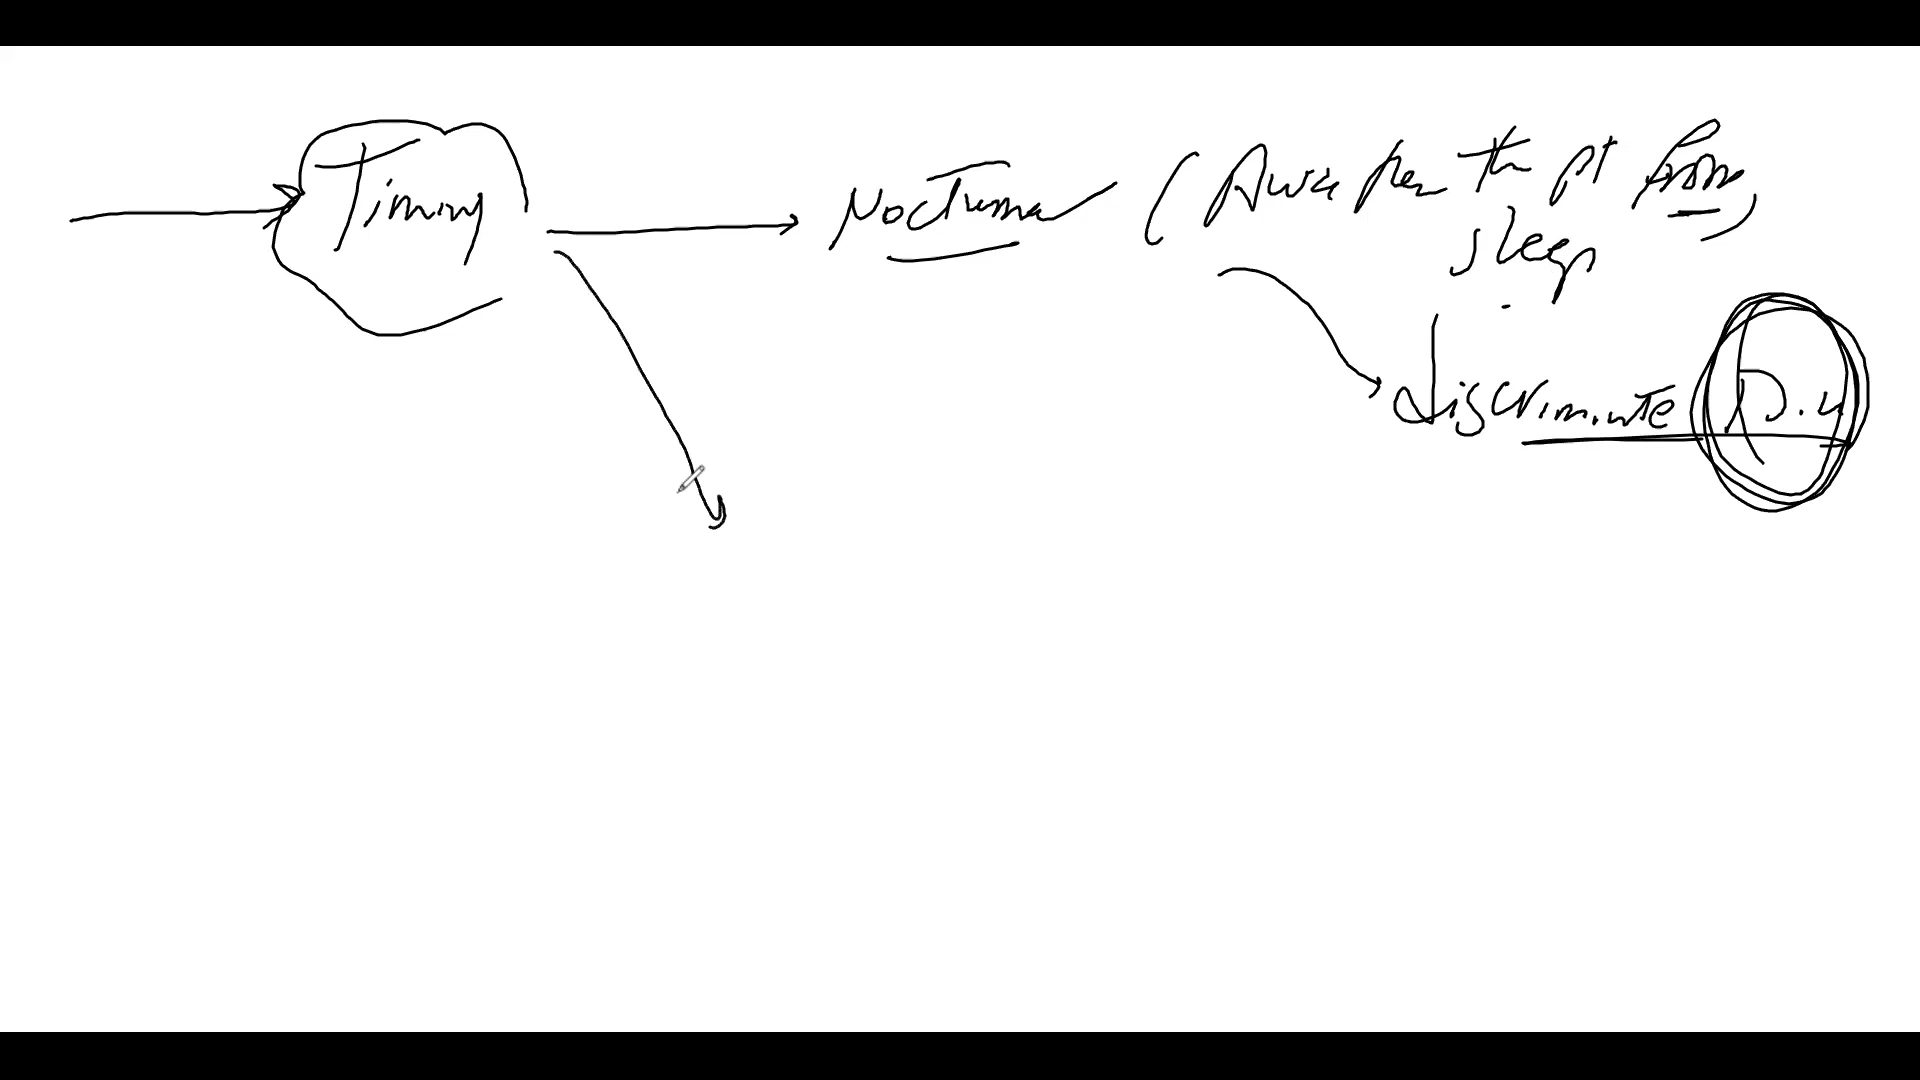 Timing
Nocturnal (Awaken the pt from
sleep
discriminate D.U